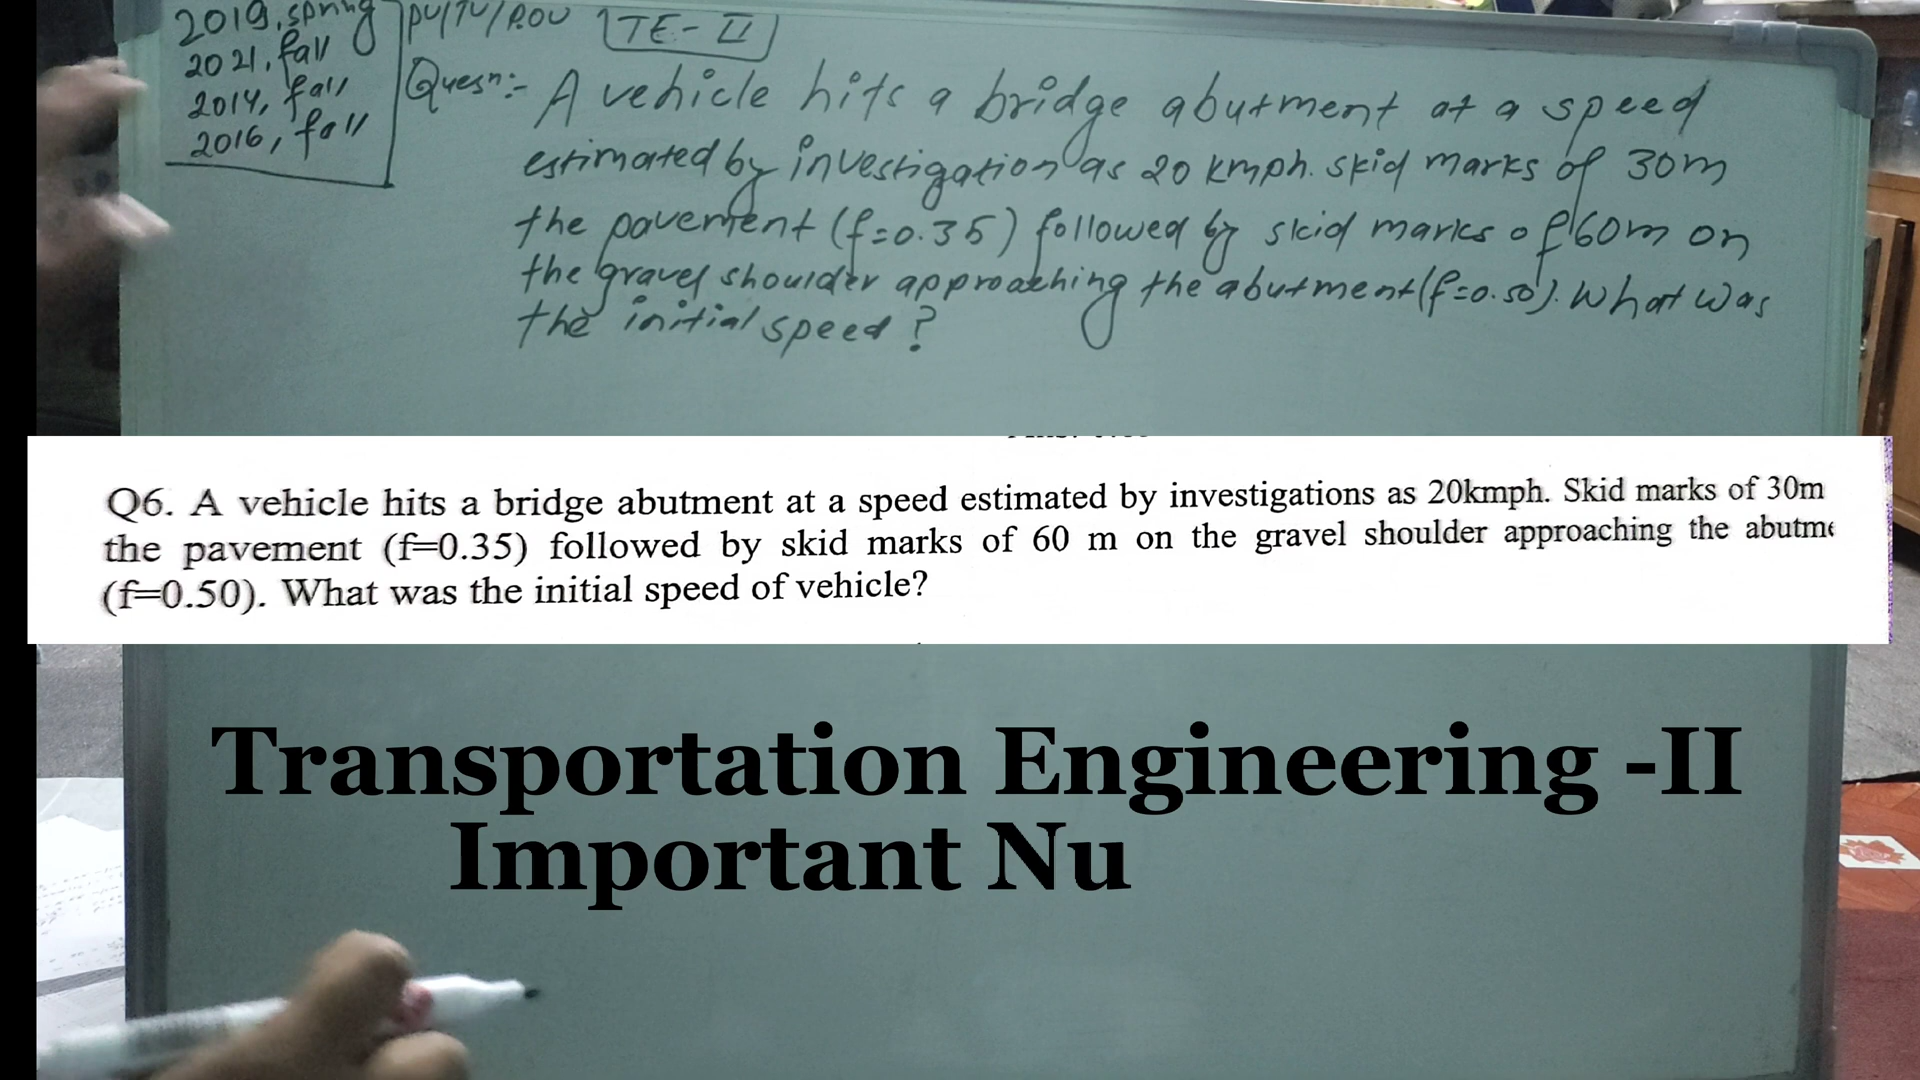 2019, spring
2021, fall
2014, fall
2016, fall
PU/TU/POU
TE-II
Quesn:- A vehicle hits a bridge abutment at a speed
estimated by investigation as 20 kmph. skid marks of 30m
the pavement (f=0.35) followed by skid marks of 60m on
the gravel shoulder approaching the abutment (f=0.50). What was
the initial speed?
Q6. A vehicle hits a bridge abutment at a speed estimated by investigations as 20kmph. Skid marks of 30m
the pavement (f=0.35) followed by skid marks of 60 m on the gravel shoulder approaching the abutme
(f=0.50). What was the initial speed of vehicle?
Transportation Engineering -II
Important Nu